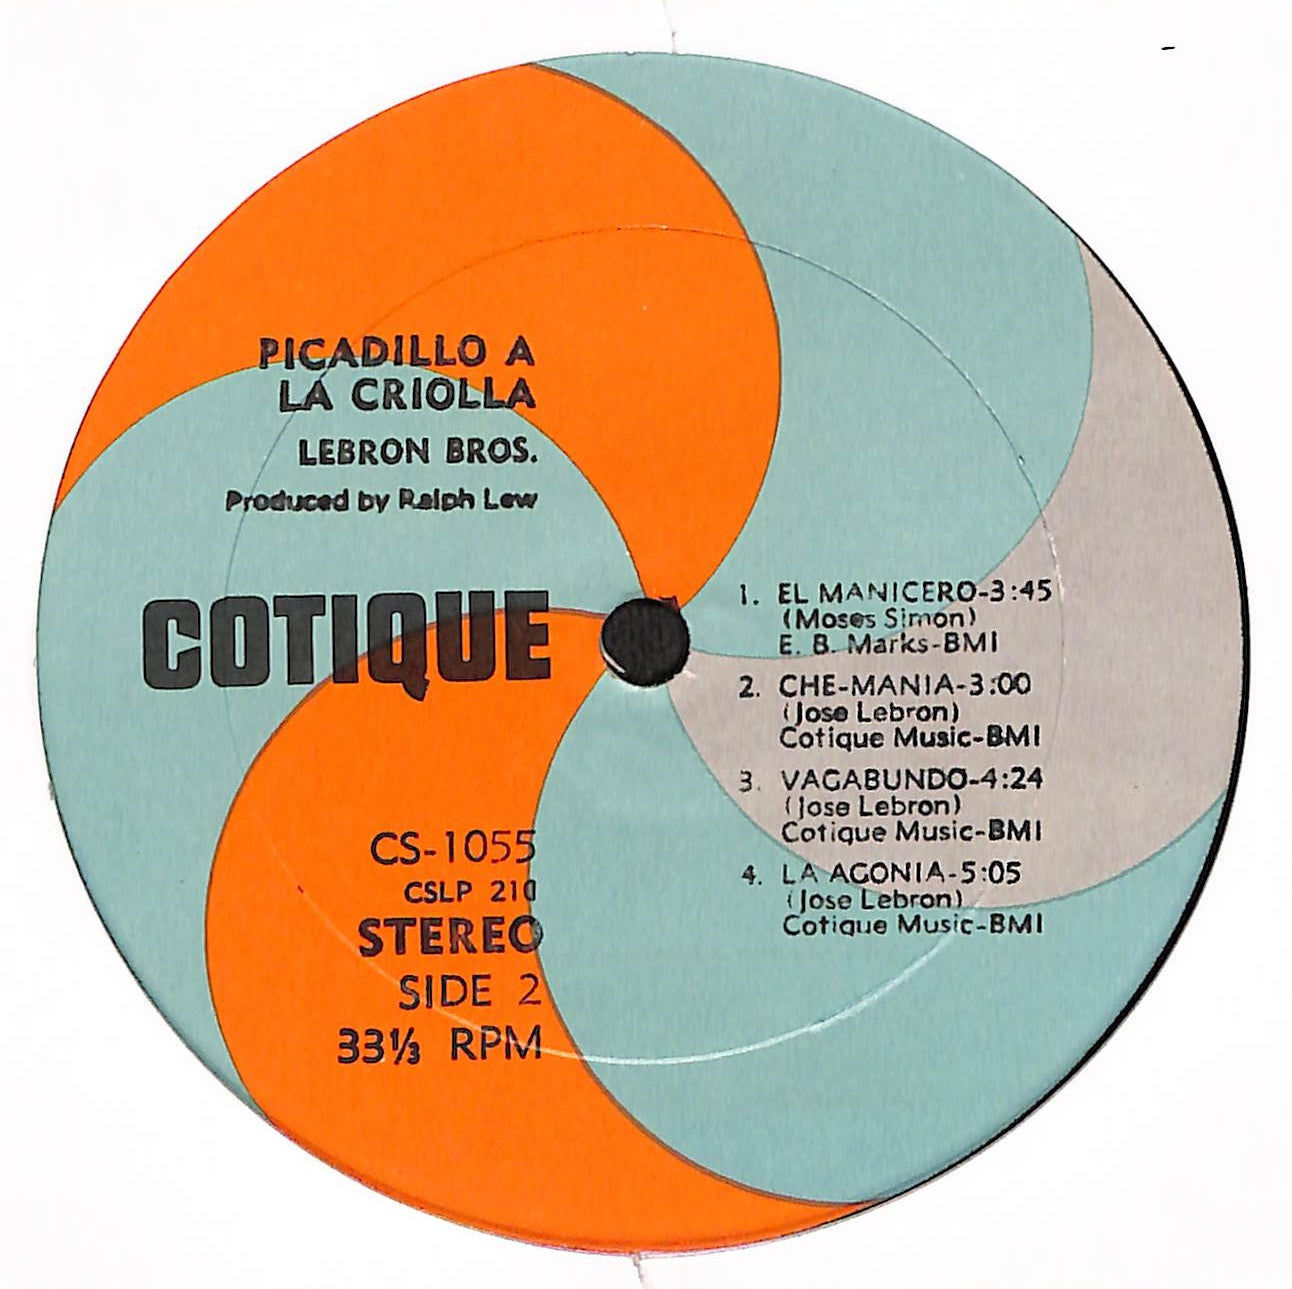 PICADILLO A
LA CRIOLLA
LEBRON BROS.
Produced by Ralph Lew
COTIQUE
CS-1055
CSLP 210
STEREO
SIDE 2
33⅓ RPM
1. EL MANICERO-3:45
(Moses Simon)
E. B. Marks-BMI
2. CHE-MANIA-3:00
(Jose Lebron)
Cotique Music-BMI
3. VAGABUNDO-4:24
(Jose Lebron)
Cotique Music-BMI
4. LA AGONIA-5:05
(Jose Lebron)
Cotique Music-BMI